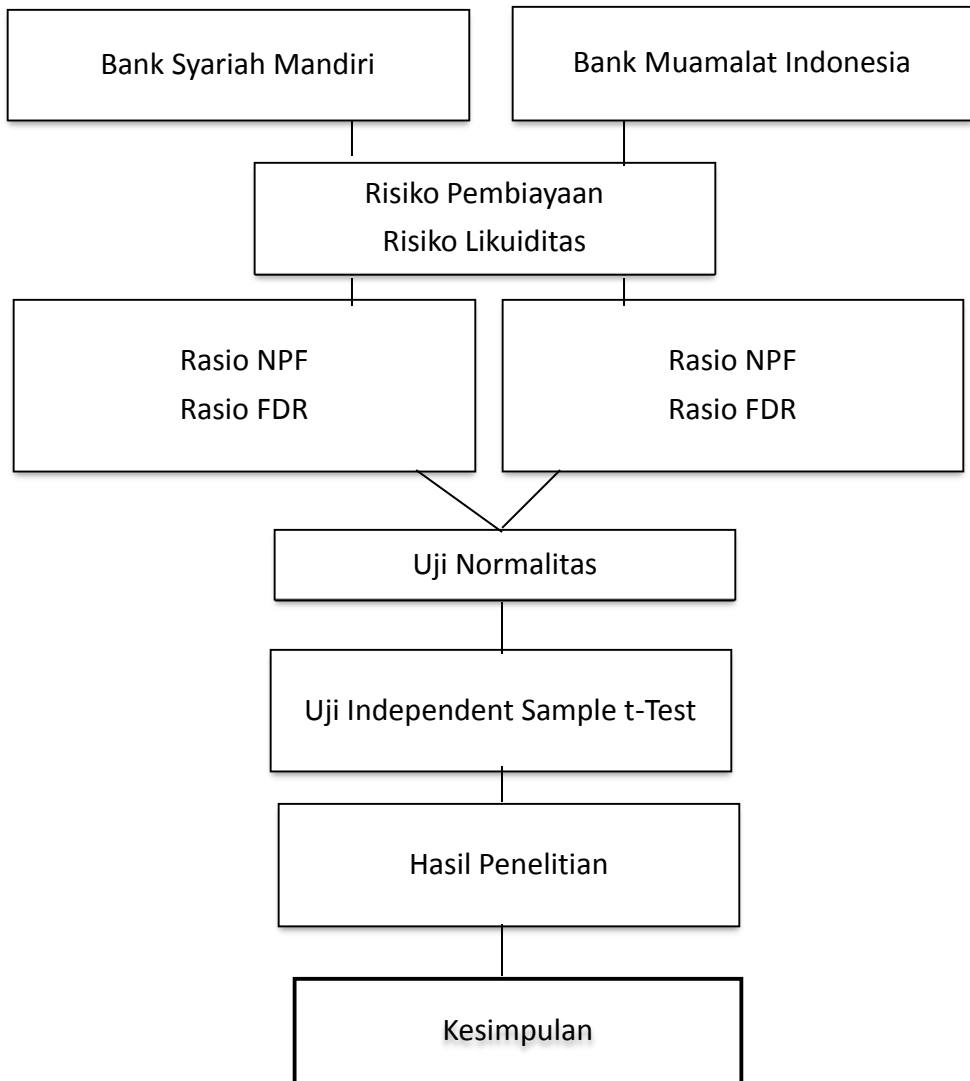 Bank Syariah Mandiri
Bank Muamalat Indonesia
Risiko Pembiayaan
Risiko Likuiditas
Rasio NPF
Rasio FDR
Rasio NPF
Rasio FDR
Uji Normalitas
Uji Independent Sample t-Test
Hasil Penelitian
Kesimpulan